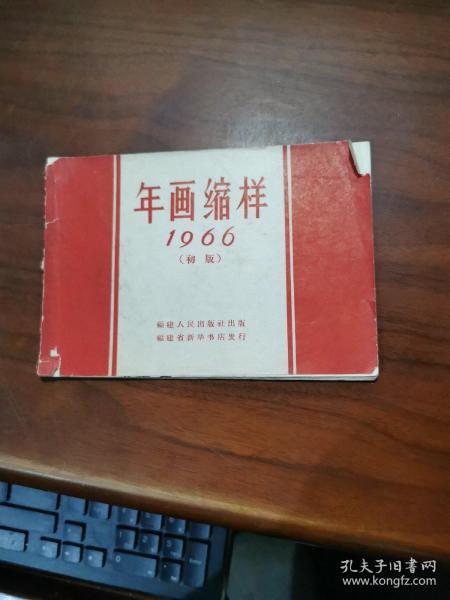 年画缩样
1966
（初版）
福建人民出版社出版
福建省新华书店发行
孔夫子旧书网
www.kongfz.com